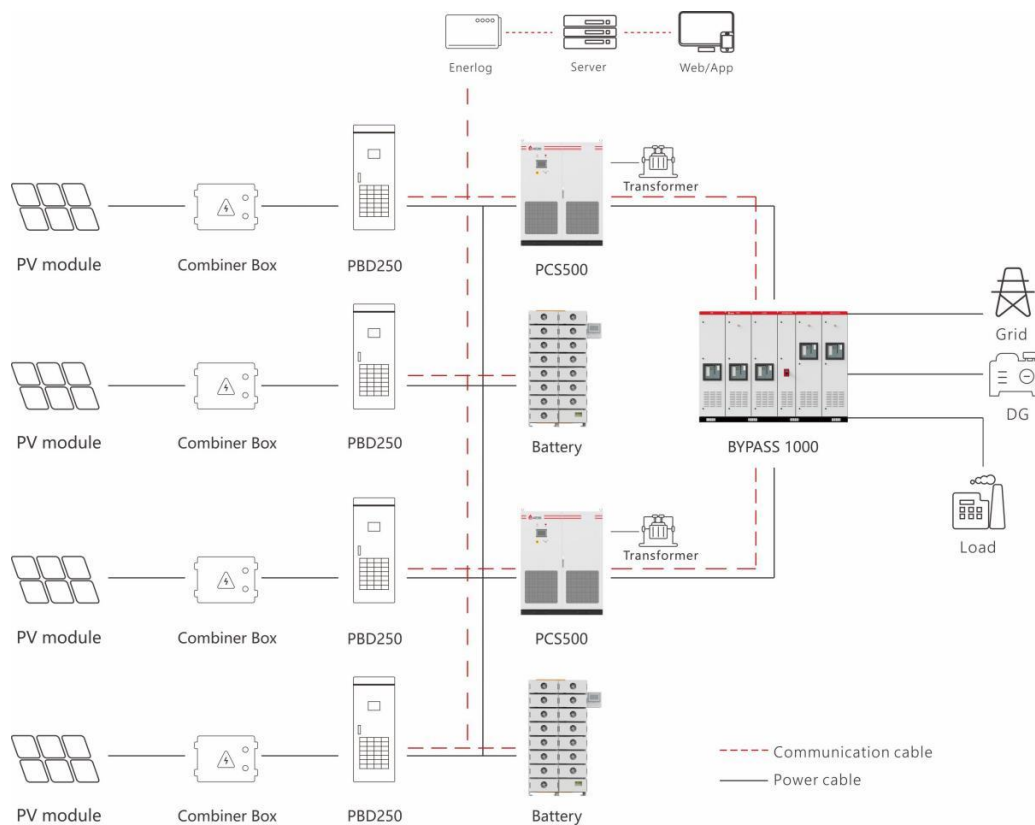 Enerlog
Server
Web/App
Transformer
PV module
Combiner Box
PBD250
PCS500
Grid
PV module
Combiner Box
PBD250
Battery
BYPASS 1000
DG
Transformer
Load
PV module
Combiner Box
PBD250
PCS500
Communication cable
Power cable
PV module
Combiner Box
PBD250
Battery